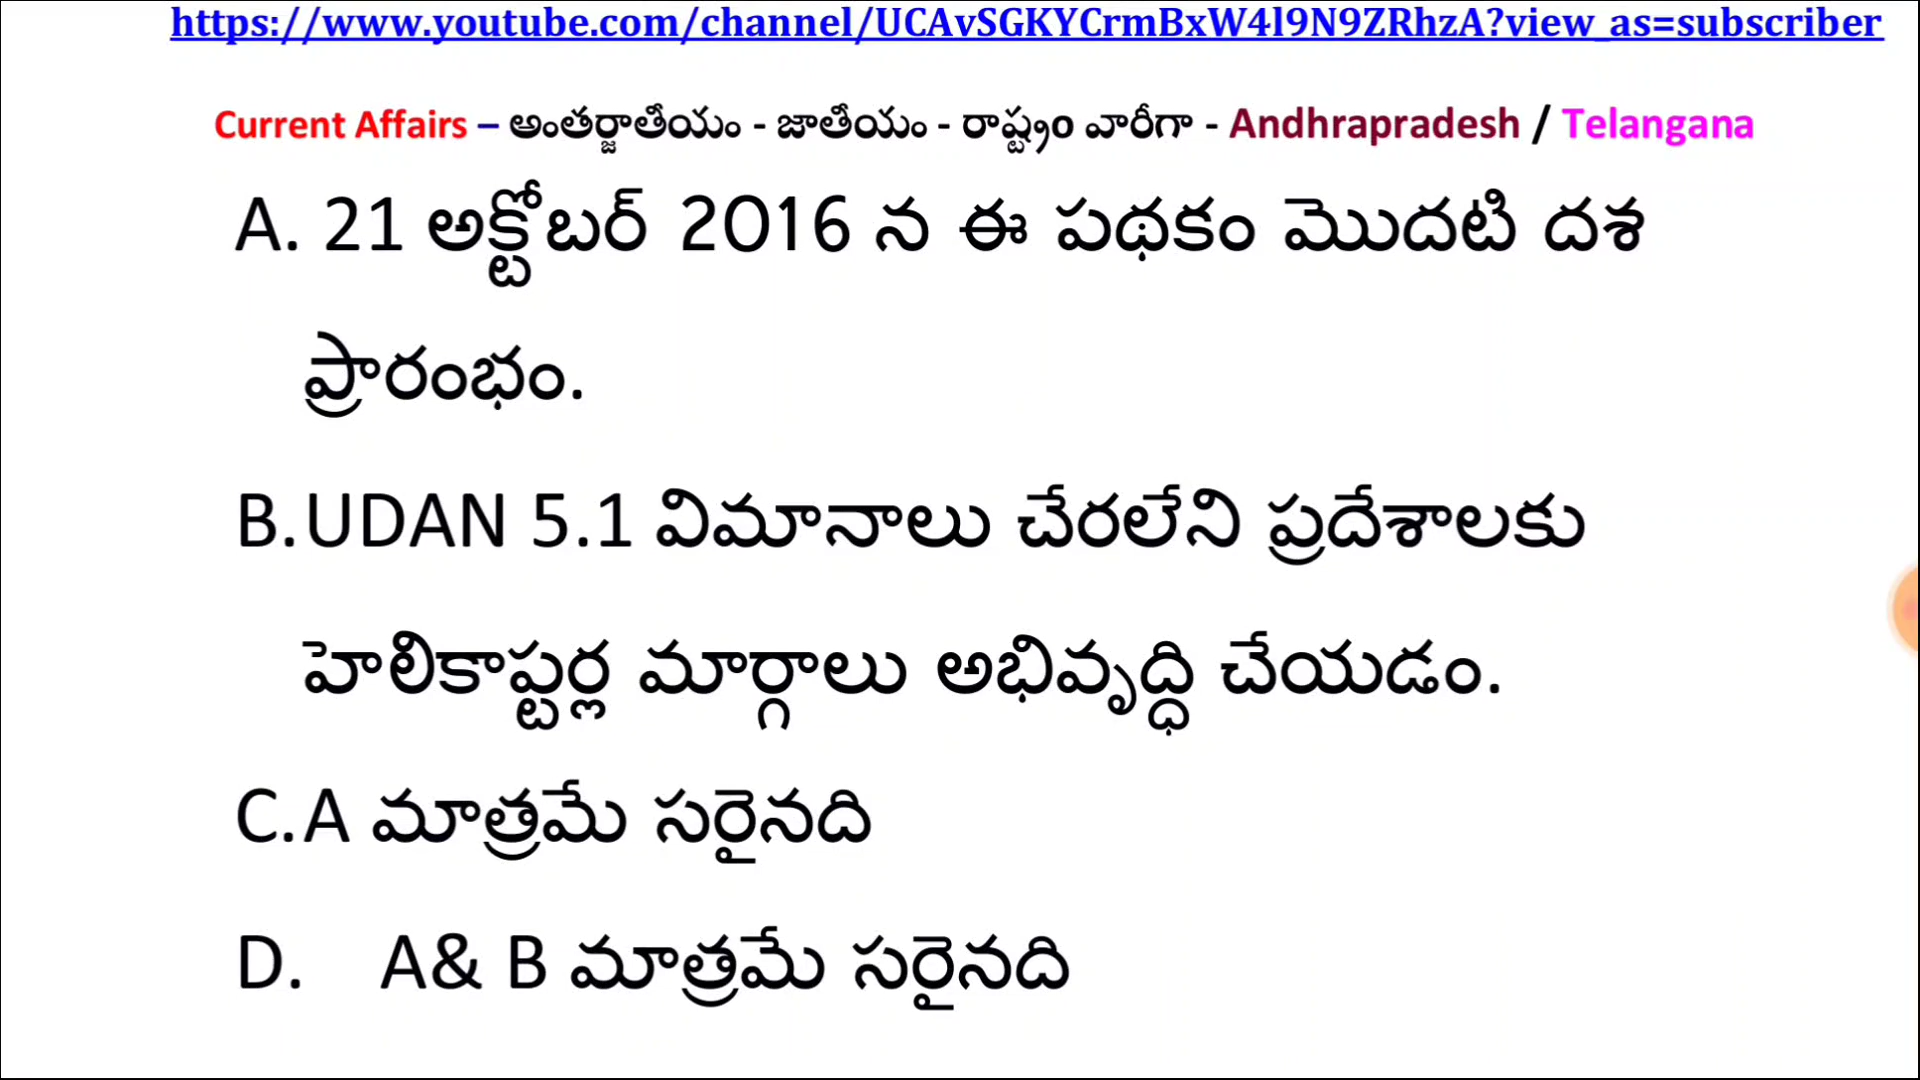 https://www.youtube.com/channel/UCAvSGKYCrmBxW4l9N9ZRhzA?view_as=subscriber
Current Affairs – అంతర్జాతీయం - జాతీయం - రాష్ట్రం వారీగా - Andhrapradesh / Telangana
A. 21 అక్టోబర్ 2016 న ఈ పథకం మొదటి దశ
ప్రారంభం.
B.UDAN 5.1 విమానాలు చేరలేని ప్రదేశాలకు
హెలికాప్టర్ల మార్గాలు అభివృద్ధి చేయడం.
C.A మాత్రమే సరైనది
D. A& B మాత్రమే సరైనది